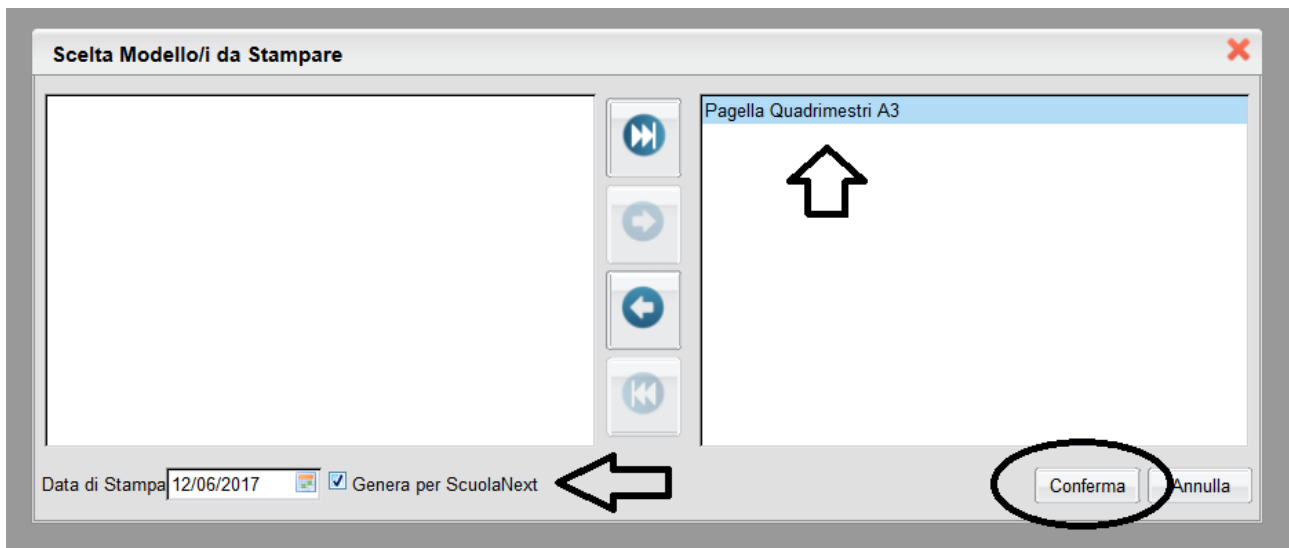 Scelta Modello/i da Stampare
Pagella Quadrimestri A3
Data di Stampa 12/06/2017 Genera per ScuolaNext Conferma Annulla